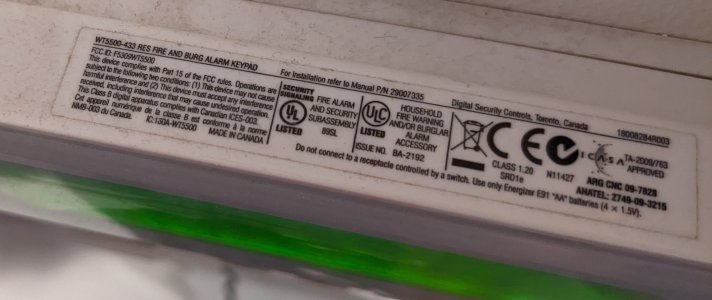 WT5500-433 RES FIRE AND BURG ALARM KEYPAD
FCC ID: F5309WT5500
This device complies with Part 15 of the FCC rules. Operations are
subject to the following two conditions: (1) This device may not cause
harmful interference and (2) This device must accept any interference
received, including interference that may cause undesired operation.
This Class B digital apparatus complies with Canadian ICES-003.
Cet appareil numérique de la classe B est conforme à la norme
NMB-003 du Canada. IC:160A-WT5500 MADE IN CANADA
For Installation refer to Manual P/N 29007335
Digital Security Controls, Toronto, Canada
18008284R003
SECURITY
SIGNALING
UL
LISTED
FIRE ALARM
AND SECURITY
SUBASSEMBLY
89SL
ULC
LISTED
HOUSEHOLD
FIRE WARNING
AND/OR BURGLAR
ALARM
ACCESSORY
ISSUE NO. BA-2192
CE
CLASS 1.20
SRD1e
N11427
ICASA
TA-2009/763
APPROVED
ARG CNC 09-7828
ANATEL: 2749-09-3215
Do not connect to a receptacle controlled by a switch. Use only Energizer E91 "AA" batteries (4 × 1.5V).